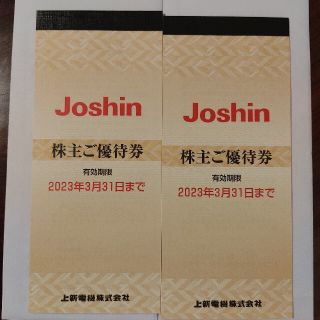 Joshin
株主ご優待券
有効期限
2023年3月31日まで
上新電機株式会社
Joshin
株主ご優待券
有効期限
2023年3月31日まで
上新電機株式会社